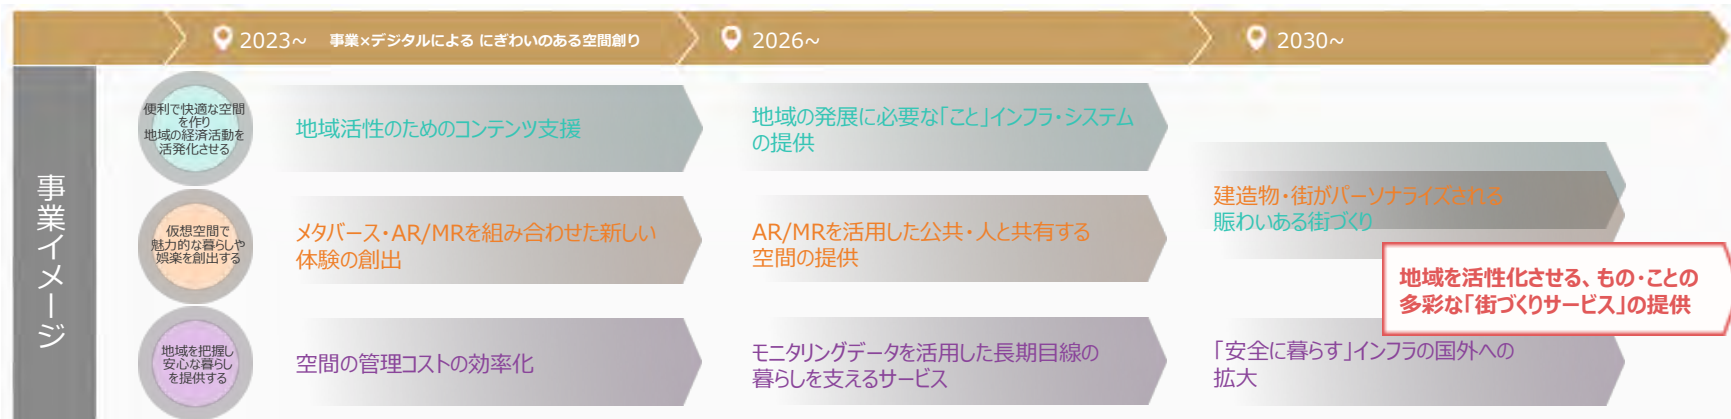 2023~ 事業×デジタルによる にぎわいのある空間創り
2026~
2030~
事業イメージ
便利で快適な空間
を作り
地域の経済活動を
活発化させる
地域活性のためのコンテンツ支援
地域の発展に必要な「こと」インフラ・システム
の提供
仮想空間で
魅力的な暮らしや
娯楽を創出する
メタバース・AR/MRを組み合わせた新しい
体験の創出
AR/MRを活用した公共・人と共有する
空間の提供
建造物・街がパーソナライズされる
賑わいある街づくり
地域を活性化させる、もの・ことの
多彩な「街づくりサービス」の提供
地域を把握し
安心な暮らし
を提供する
空間の管理コストの効率化
モニタリングデータを活用した長期目線の
暮らしを支えるサービス
「安全に暮らす」インフラの国外への
拡大